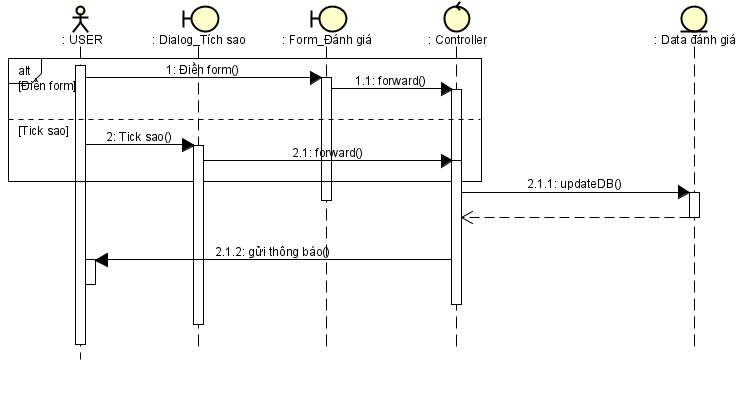 : USER
: Dialog_Tích sao
: Form_Đánh giá
: Controller
: Data đánh giá
alt
[Điền form]
1: Điền form()
1.1: forward()
[Tick sao]
2: Tick sao()
2.1: forward()
2.1.1: updateDB()
2.1.2: gửi thông báo()